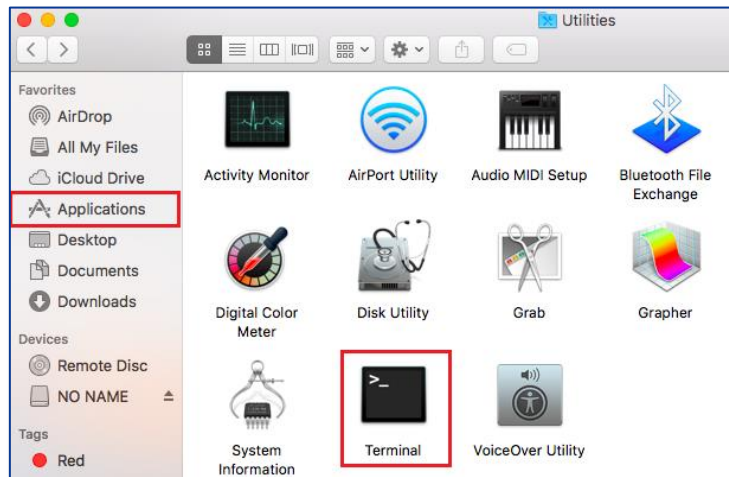 Utilities
Favorites
AirDrop
All My Files
iCloud Drive
Applications
Desktop
Documents
Downloads
Devices
Remote Disc
NO NAME
Tags
Red
Activity Monitor
AirPort Utility
Audio MIDI Setup
Bluetooth File
Exchange
Digital Color
Meter
Disk Utility
Grab
Grapher
System
Information
>_
Terminal
VoiceOver Utility